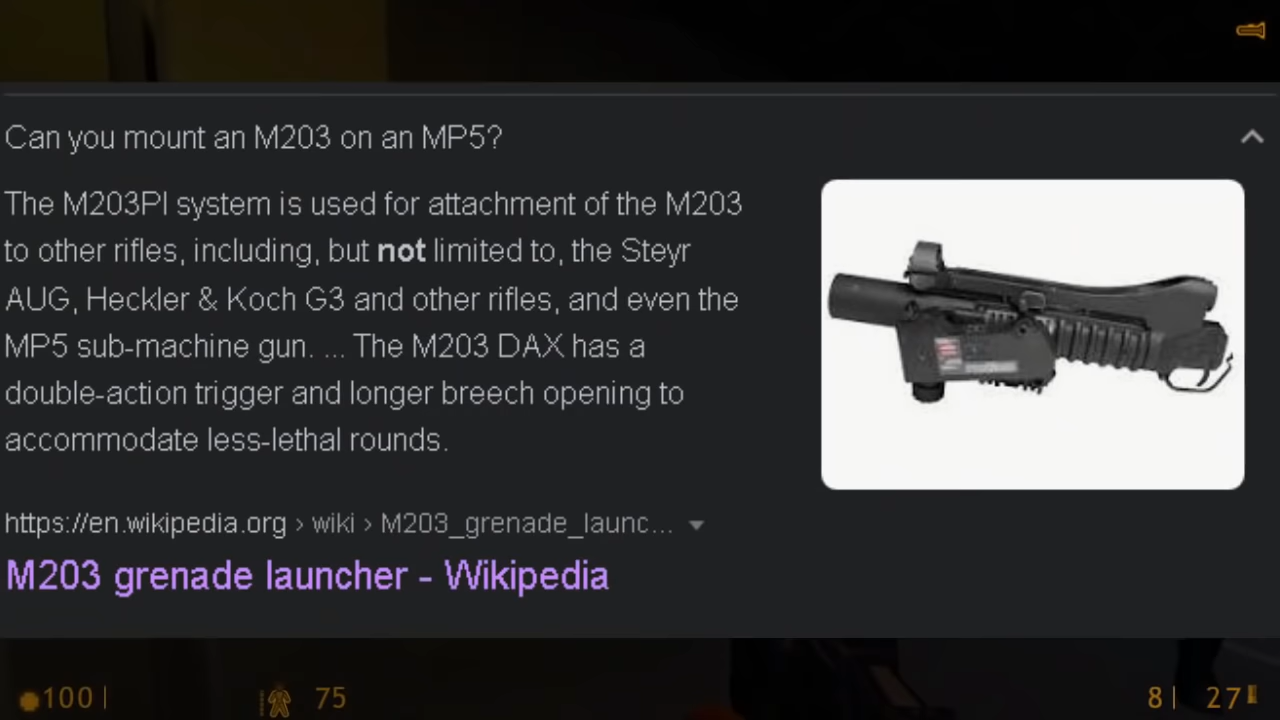 Can you mount an M203 on an MP5?
The M203PI system is used for attachment of the M203
to other rifles, including, but not limited to, the Steyr
AUG, Heckler & Koch G3 and other rifles, and even the
MP5 sub-machine gun. ... The M203 DAX has a
double-action trigger and longer breech opening to
accommodate less-lethal rounds.
https://en.wikipedia.org › wiki › M203_grenade_launc...
M203 grenade launcher - Wikipedia
100 | 75 8 | 27